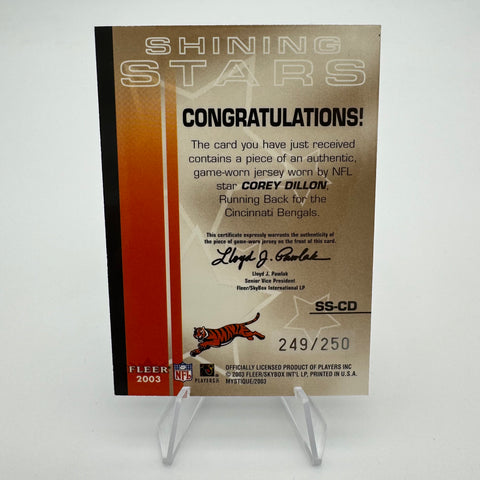 SHINING
STARS
CONGRATULATIONS!
The card you have just received
contains a piece of an authentic,
game-worn jersey worn by NFL
star COREY DILLON,
Running Back for the
Cincinnati Bengals.
This certificate expressly warrants the authenticity of
the piece of game-worn jersey on the front of this card.
Lloyd J. Pawlak
Lloyd J. Pawlak
Senior Vice President
Fleer/SkyBox International LP
SS-CD
249/250
FLEER
2003
NFL
PLAYERS
OFFICIALLY LICENSED PRODUCT OF PLAYERS INC
© 2003 FLEER/SKYBOX INT'L LP, PRINTED IN U.S.A.
MYSTIQUE/2003